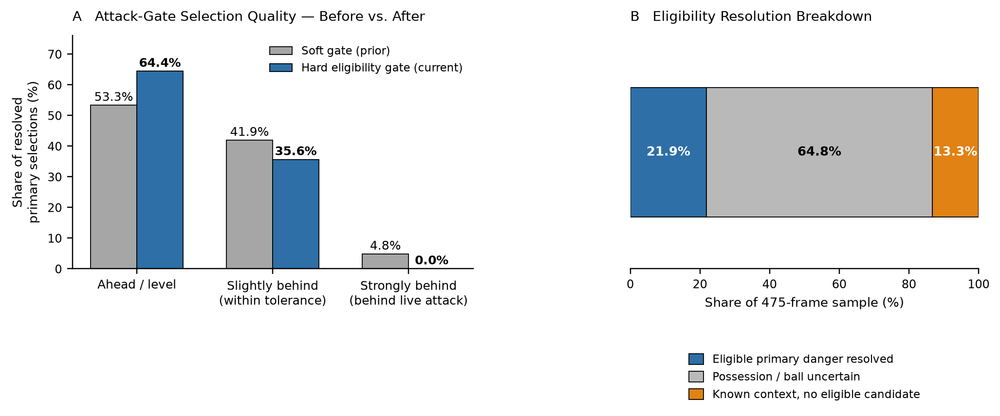 A   Attack-Gate Selection Quality — Before vs. After
Soft gate (prior)
Hard eligibility gate (current)
Share of resolved
primary selections (%)
70
60
50
40
30
20
10
0
53.3%
64.4%
41.9%
35.6%
4.8%
0.0%
Ahead / level
Slightly behind
(within tolerance)
Strongly behind
(behind live attack)
B   Eligibility Resolution Breakdown
21.9%
64.8%
13.3%
0 20 40 60 80 100
Share of 475-frame sample (%)
Eligible primary danger resolved
Possession / ball uncertain
Known context, no eligible candidate